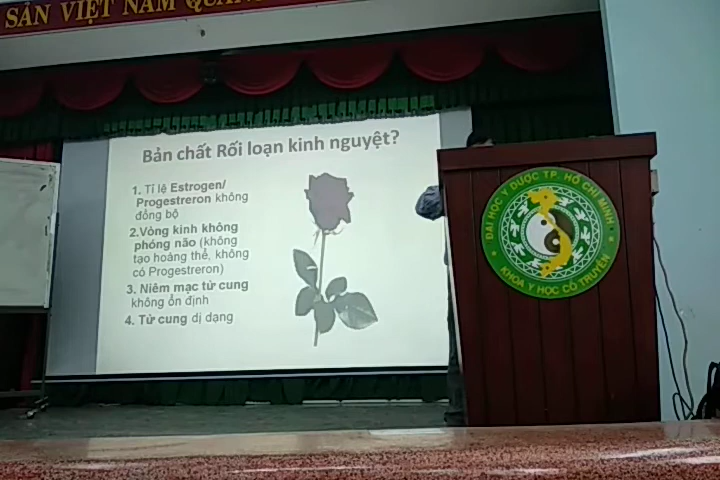 SẢN VIỆT NAM QUANG
Bản chất Rối loạn kinh nguyệt?
1. Tỉ lệ Estrogen/
Progestreron không
đồng bộ
2.Vòng kinh không
phóng noãn (không
tạo hoàng thể, không
có Progestreron)
3. Niêm mạc tử cung
không ổn định
4. Tử cung dị dạng
ĐẠI HỌC Y DƯỢC TP. HỒ CHÍ MINH
KHOA Y HỌC CỔ TRUYỀN